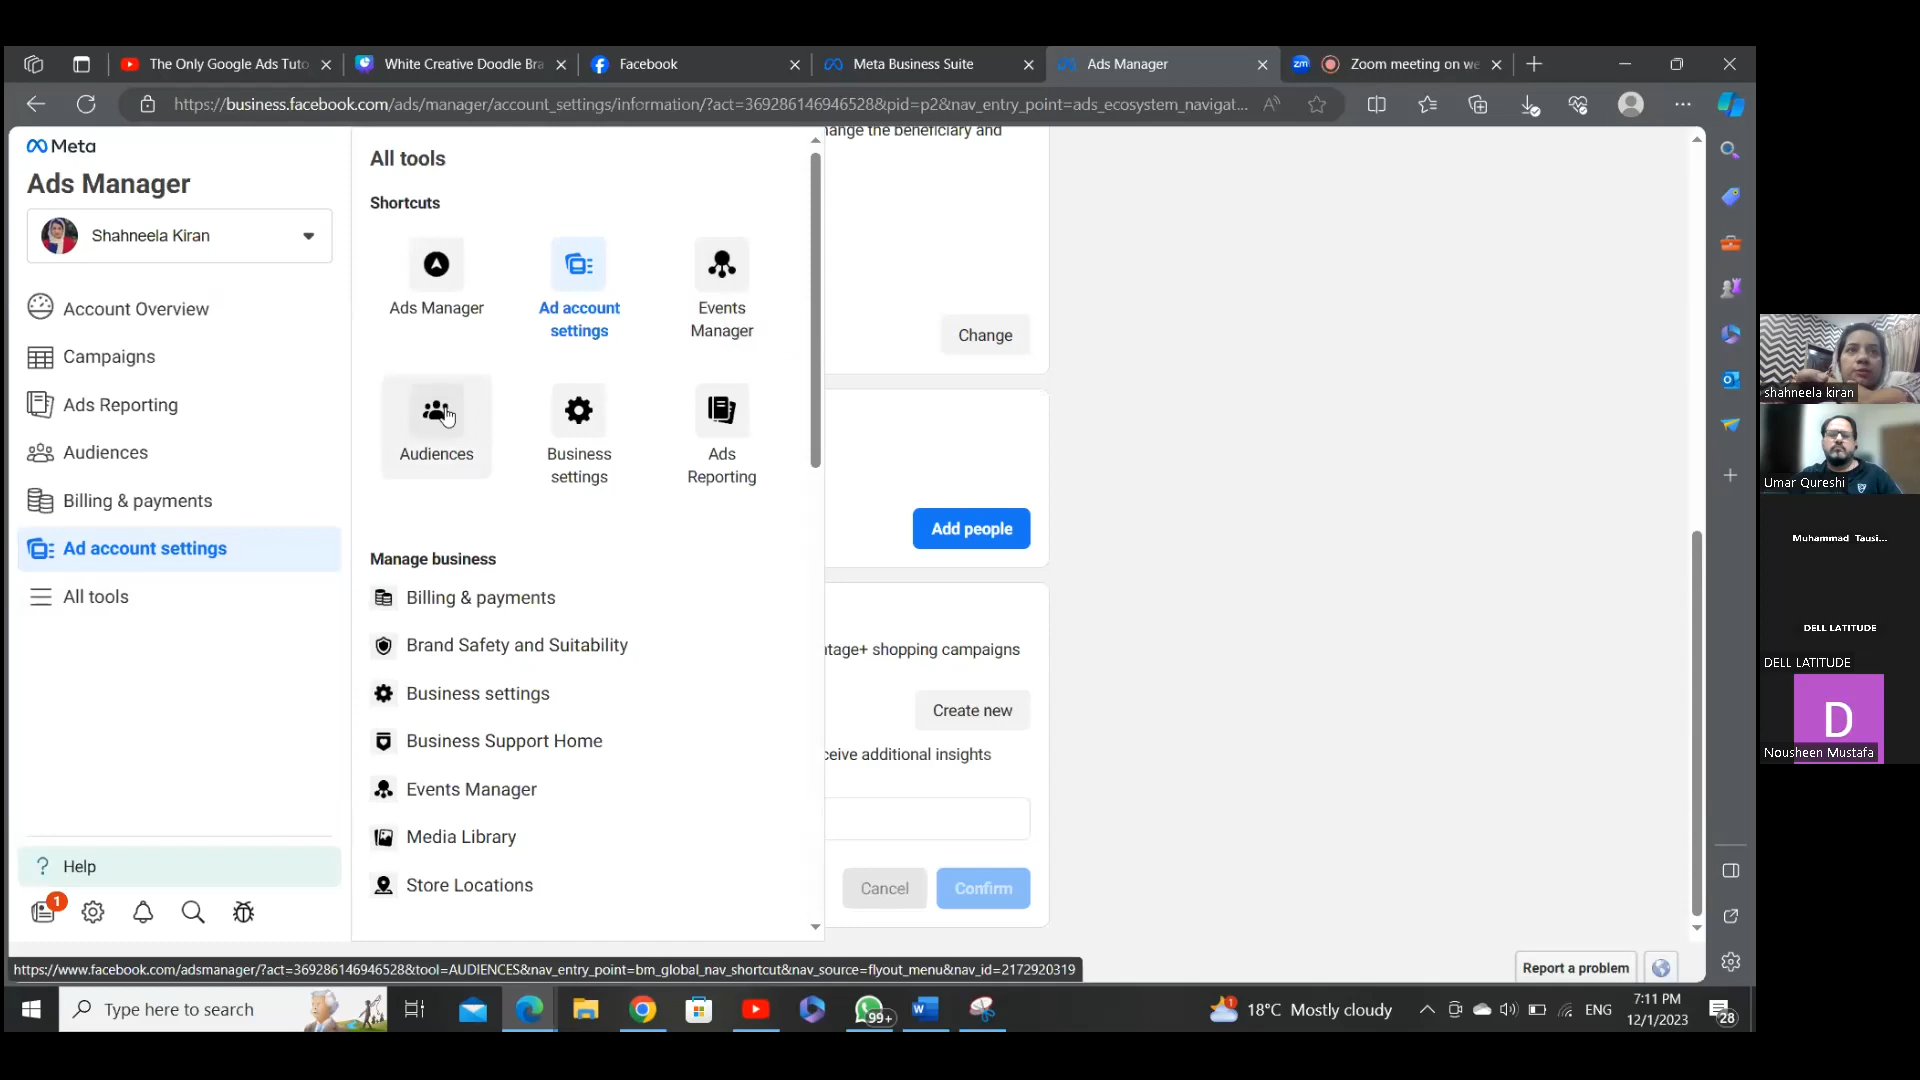 The Only Google Ads Tuto
White Creative Doodle Bra
Facebook
Meta Business Suite
Ads Manager
zm
Zoom meeting on we
https://business.facebook.com/ads/manager/account_settings/information/?act=369286146946528&pid=p2&nav_entry_point=ads_ecosystem_navigat...
Meta
Ads Manager
Shahneela Kiran
Account Overview
Campaigns
Ads Reporting
Audiences
Billing & payments
Ad account settings
All tools
Help
1
All tools
Shortcuts
Ads Manager
Ad account
settings
Events
Manager
Audiences
Business
settings
Ads
Reporting
Manage business
Billing & payments
Brand Safety and Suitability
Business settings
Business Support Home
Events Manager
Media Library
Store Locations
hange the beneficiary and
Change
Add people
ntage+ shopping campaigns
Create new
ceive additional insights
Cancel
Confirm
Report a problem
https://www.facebook.com/adsmanager/?act=369286146946528&tool=AUDIENCES&nav_entry_point=bm_global_nav_shortcut&nav_source=flyout_menu&nav_id=2172920319
Type here to search
99+
18°C Mostly cloudy
ENG
7:11 PM
12/1/2023
28
shahneela kiran
Umar Qureshi
Muhammad Tausi...
DELL LATITUDE
DELL LATITUDE
D
Nousheen Mustafa